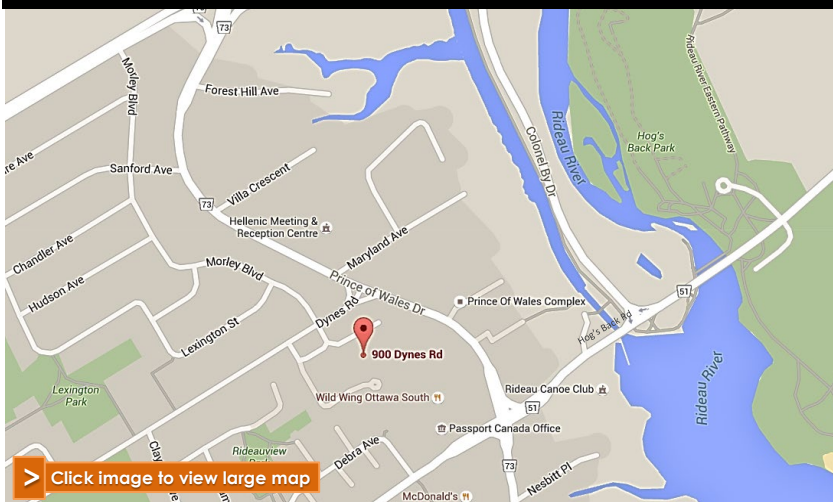 73
73
Morley Blvd
Forest Hill Ave
Rideau River Eastern Pathway
Hog's
Back Park
Colonel By Dr
Rideau River
re Ave
Sanford Ave
Villa Crescent
73
Hellenic Meeting &
Reception Centre
Maryland Ave
Chandler Ave
Morley Blvd
Hudson Ave
Prince of Wales Dr
51
Prince Of Wales Complex
Dynes Rd
Lexington St
Hog's Back Rd
900 Dynes Rd
Rideau River
Lexington
Park
Wild Wing Ottawa South
Rideau Canoe Club
51
Passport Canada Office
Rideauview
Debra Ave
73
Nesbitt Pl
McDonald's
> Click image to view large map